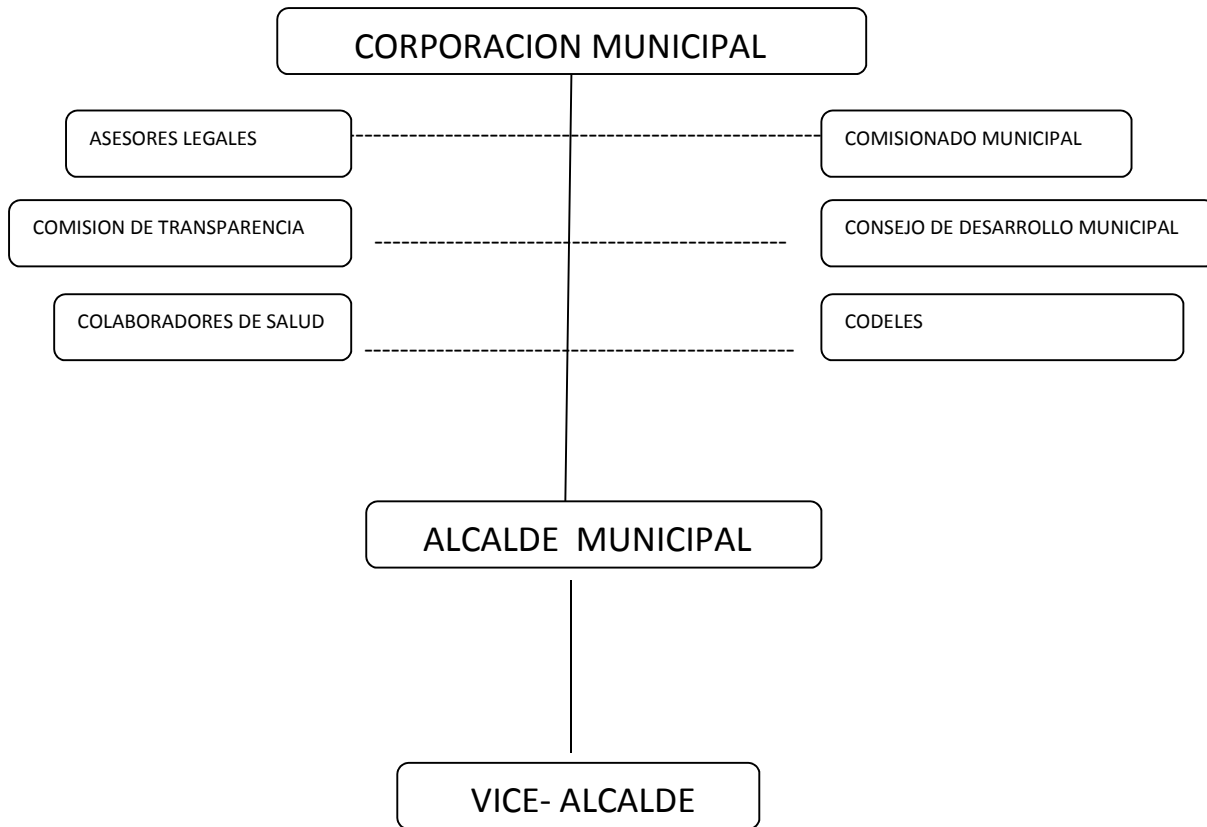 CORPORACION MUNICIPAL
ASESORES LEGALES
COMISIONADO MUNICIPAL
COMISION DE TRANSPARENCIA
CONSEJO DE DESARROLLO MUNICIPAL
COLABORADORES DE SALUD
CODELES
ALCALDE MUNICIPAL
VICE- ALCALDE